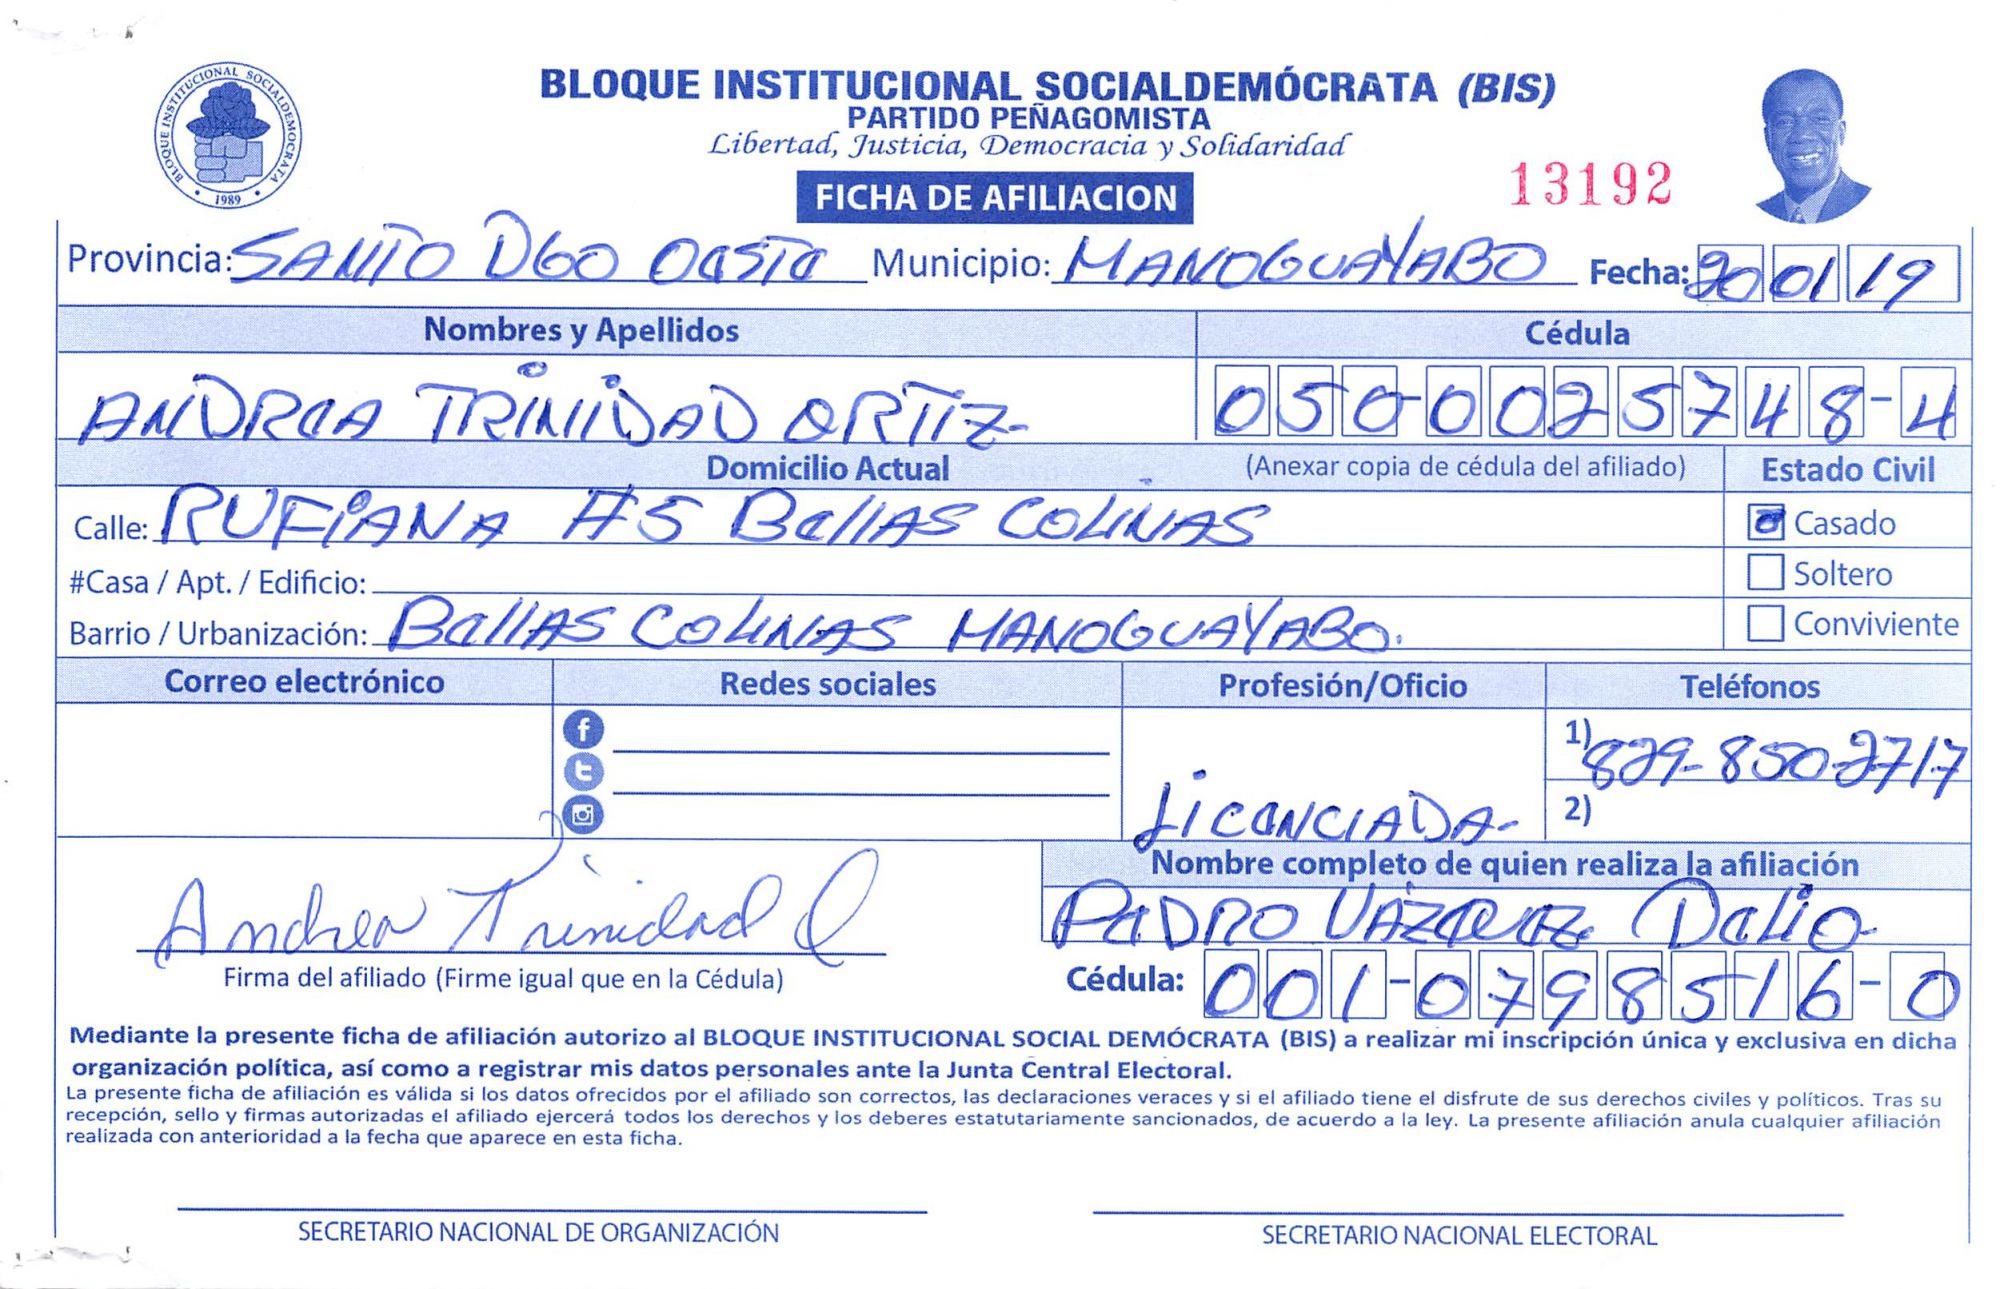 BLOQUE INSTITUCIONAL SOCIALDEMÓCRATA (BIS)
PARTIDO PEÑAGOMISTA
Libertad, Justicia, Democracia y Solidaridad
BLOQUE INSTITUCIONAL SOCIALDEMOCRATA
1989
13192
FICHA DE AFILIACION
Provincia: SANTO DGO OeSTe Municipio: MANOGUAYABO Fecha: 20 01 19
Nombres y Apellidos Cédula
ANDReA TRINIDAD ORTIZ- 050-0025748-4
Domicilio Actual (Anexar copia de cédula del afiliado) Estado Civil
Calle: RUFIANA #5 BellAS COLINAS Casado
#Casa / Apt. / Edificio: Soltero
Barrio / Urbanización: BellAS COLINAS MANOGUAYABO. Conviviente
Correo electrónico Redes sociales Profesión/Oficio Teléfonos
1) 829-850-2717
LiceNCIADA- 2)
Nombre completo de quien realiza la afiliación
PeDRO VÁZQUeZ DeLIO-
Andrea Trinidad O
Firma del afiliado (Firme igual que en la Cédula) Cédula: 001-0798516-0
Mediante la presente ficha de afiliación autorizo al BLOQUE INSTITUCIONAL SOCIAL DEMÓCRATA (BIS) a realizar mi inscripción única y exclusiva en dicha
organización política, así como a registrar mis datos personales ante la Junta Central Electoral.
La presente ficha de afiliación es válida si los datos ofrecidos por el afiliado son correctos, las declaraciones veraces y si el afiliado tiene el disfrute de sus derechos civiles y políticos. Tras su
recepción, sello y firmas autorizadas el afiliado ejercerá todos los derechos y los deberes estatutariamente sancionados, de acuerdo a la ley. La presente afiliación anula cualquier afiliación
realizada con anterioridad a la fecha que aparece en esta ficha.
SECRETARIO NACIONAL DE ORGANIZACIÓN SECRETARIO NACIONAL ELECTORAL